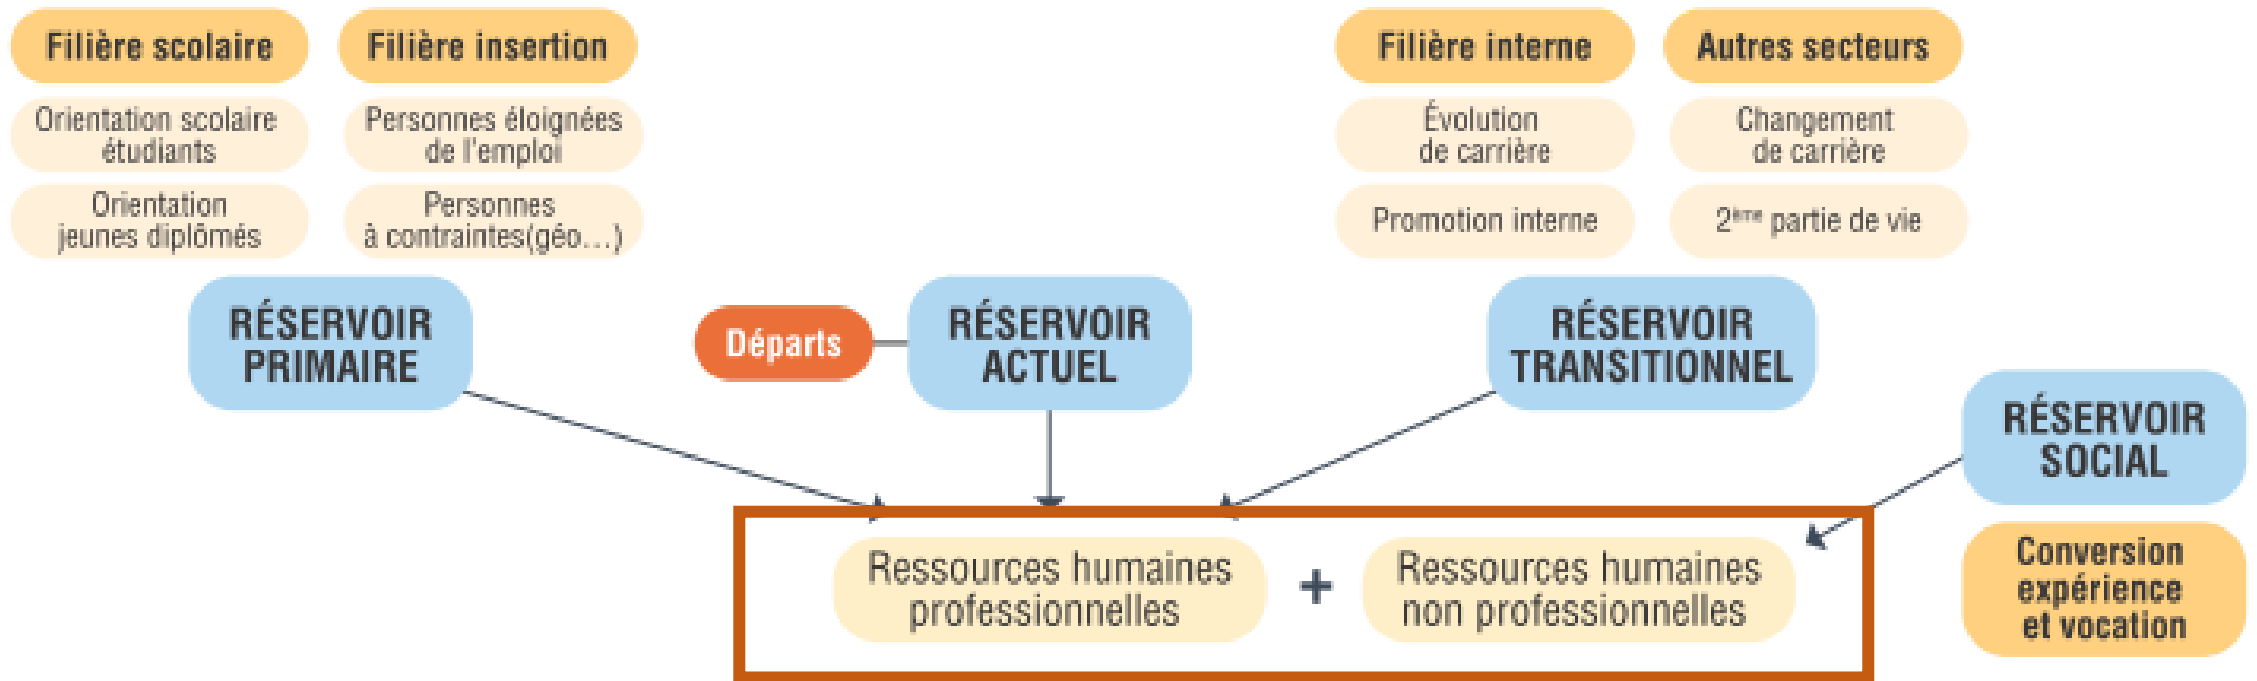 Filière scolaire
Orientation scolaire
étudiants
Orientation
jeunes diplômés
Filière insertion
Personnes éloignées
de l'emploi
Personnes
à contraintes(géo...)
Filière interne
Évolution
de carrière
Promotion interne
Autres secteurs
Changement
de carrière
2ème partie de vie
RÉSERVOIR
PRIMAIRE
Départs
RÉSERVOIR
ACTUEL
RÉSERVOIR
TRANSITIONNEL
RÉSERVOIR
SOCIAL
Conversion
expérience
et vocation
Ressources humaines
professionnelles
+
Ressources humaines
non professionnelles